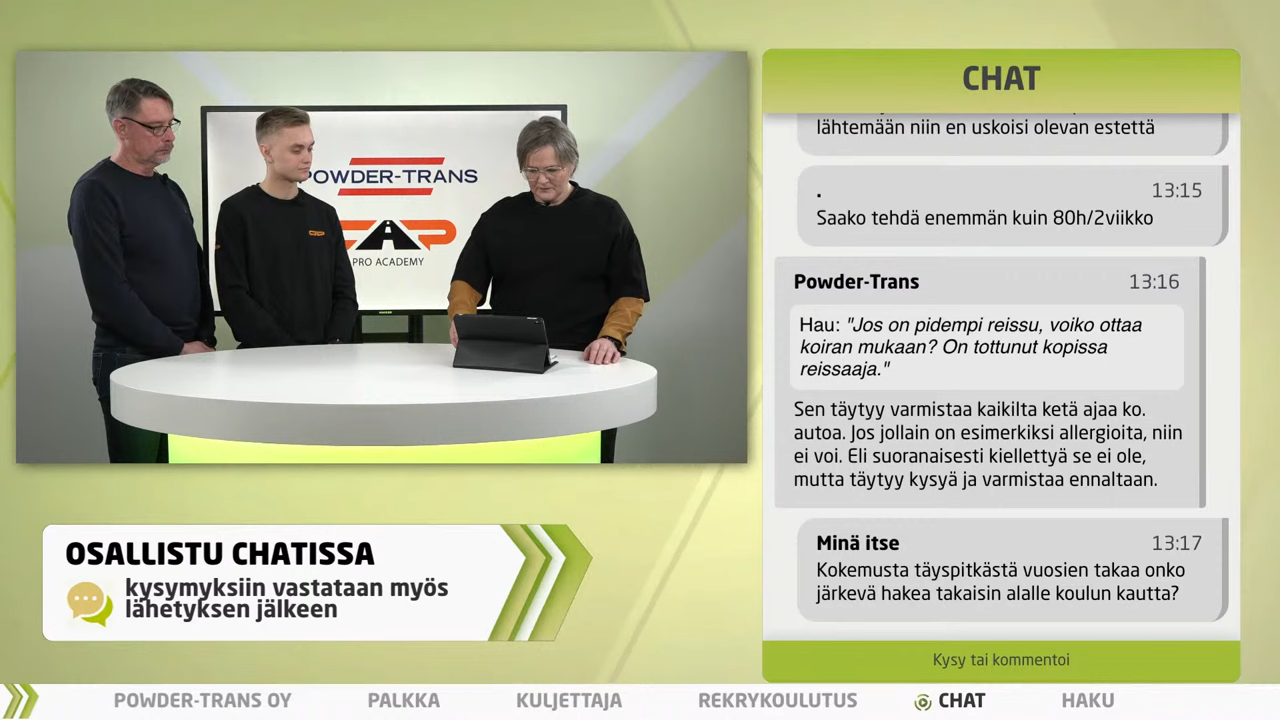 POWDER-TRANS
CAP
PRO ACADEMY
CAP
OSALLISTU CHATISSA
kysymyksiin vastataan myös
lähetyksen jälkeen
CHAT
lähtemään niin en uskoisi olevan estettä
. 13:15
Saako tehdä enemmän kuin 80h/2viikko
Powder-Trans 13:16
Hau: "Jos on pidempi reissu, voiko ottaa
koiran mukaan? On tottunut kopissa
reissaaja."
Sen täytyy varmistaa kaikilta ketä ajaa ko.
autoa. Jos jollain on esimerkiksi allergioita, niin
ei voi. Eli suoranaisesti kiellettyä se ei ole,
mutta täytyy kysyä ja varmistaa ennaltaan.
Minä itse 13:17
Kokemusta täyspitkästä vuosien takaa onko
järkevä hakea takaisin alalle koulun kautta?
Kysy tai kommentoi
POWDER-TRANS OY PALKKA KULJETTAJA REKRYKOULUTUS CHAT HAKU